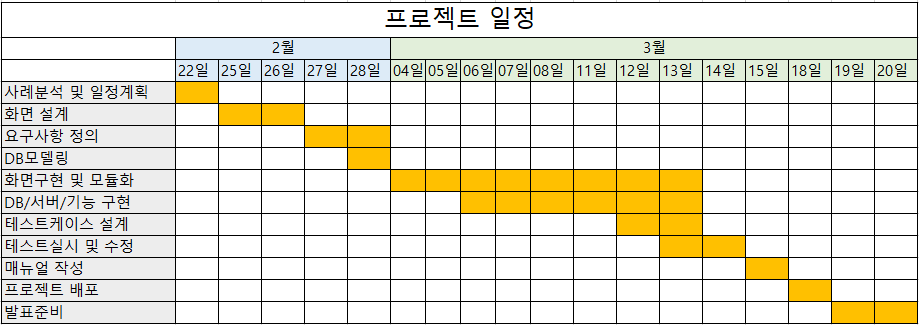 프로젝트 일정
2월 3월
22일 25일 26일 27일 28일 04일 05일 06일 07일 08일 11일 12일 13일 14일 15일 18일 19일 20일
사례분석 및 일정계획
화면 설계
요구사항 정의
DB모델링
화면구현 및 모듈화
DB/서버/기능 구현
테스트케이스 설계
테스트실시 및 수정
매뉴얼 작성
프로젝트 배포
발표준비